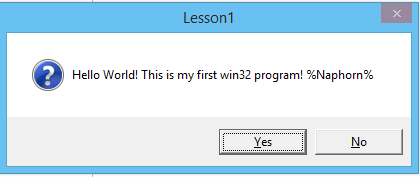 Lesson1
Hello World! This is my first win32 program! %Naphorn%
Yes
No